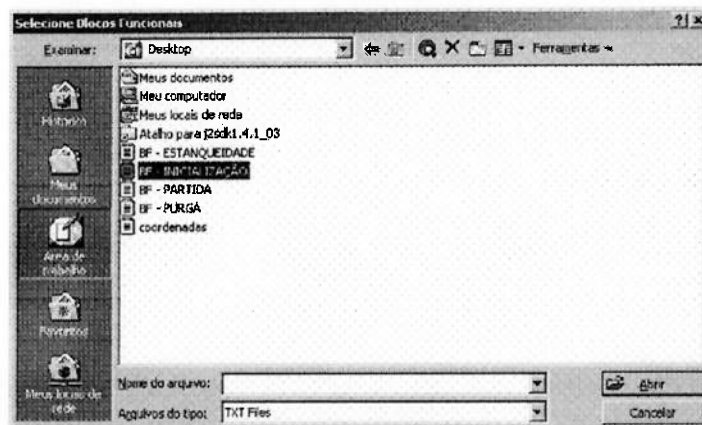 Selecione Blocos Funcionais
Examinar:
Desktop
Ferramentas
Histórico
Meus documentos
Área de trabalho
Favoritos
Meus locais de rede
Meus documentos
Meu computador
Meus locais de rede
Atalho para j2sdk1.4.1_03
BF - ESTANQUEIDADE
BF - INICIALIZAÇÃO
BF - PARTIDA
BF - PURGA
coordenadas
Nome do arquivo:
Abrir
Arquivos do tipo:
TXT Files
Cancelar